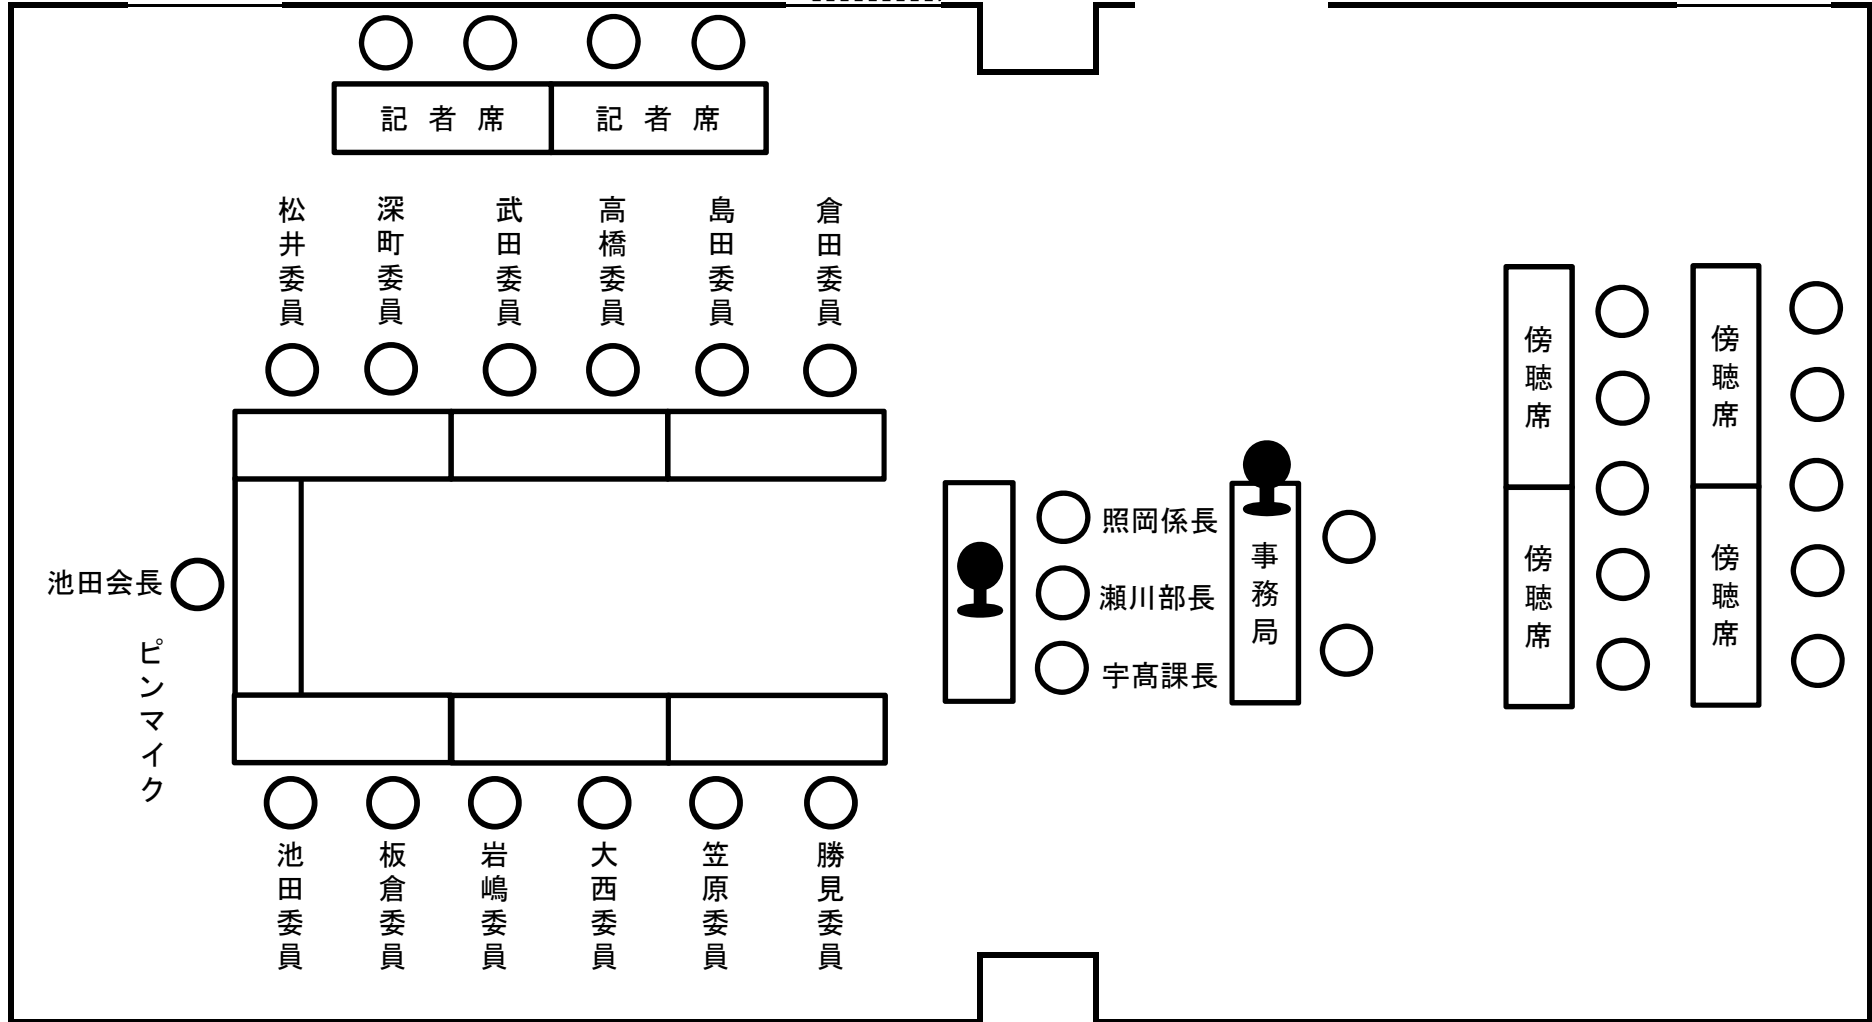 記者席
記者席
松井委員
深町委員
武田委員
高橋委員
島田委員
倉田委員
池田会長
ピンマイク
照岡係長
瀬川部長
宇髙課長
事務局
傍聴席
傍聴席
傍聴席
傍聴席
池田委員
板倉委員
岩嶋委員
大西委員
笠原委員
勝見委員